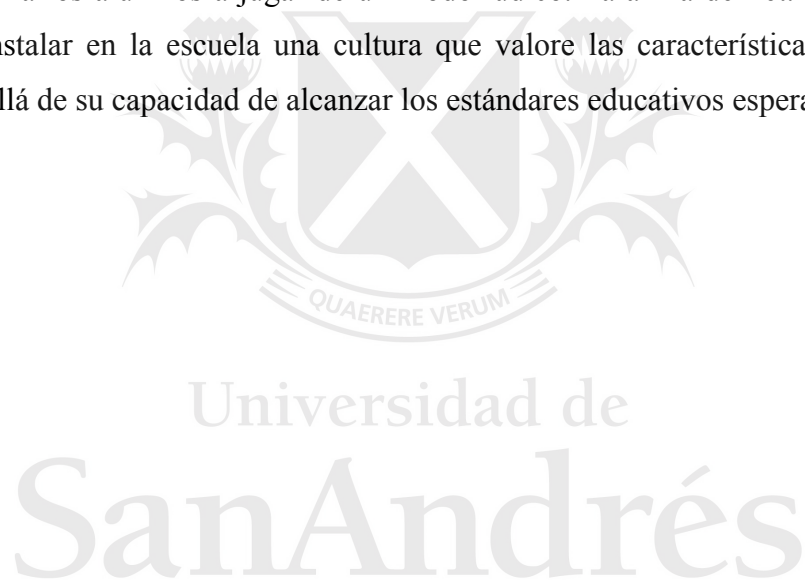 nstalar en la escuela una cultura que valore las característica
llá de su capacidad de alcanzar los estándares educativos espera
QUAERERE VERUM
Universidad de
SanAndrés